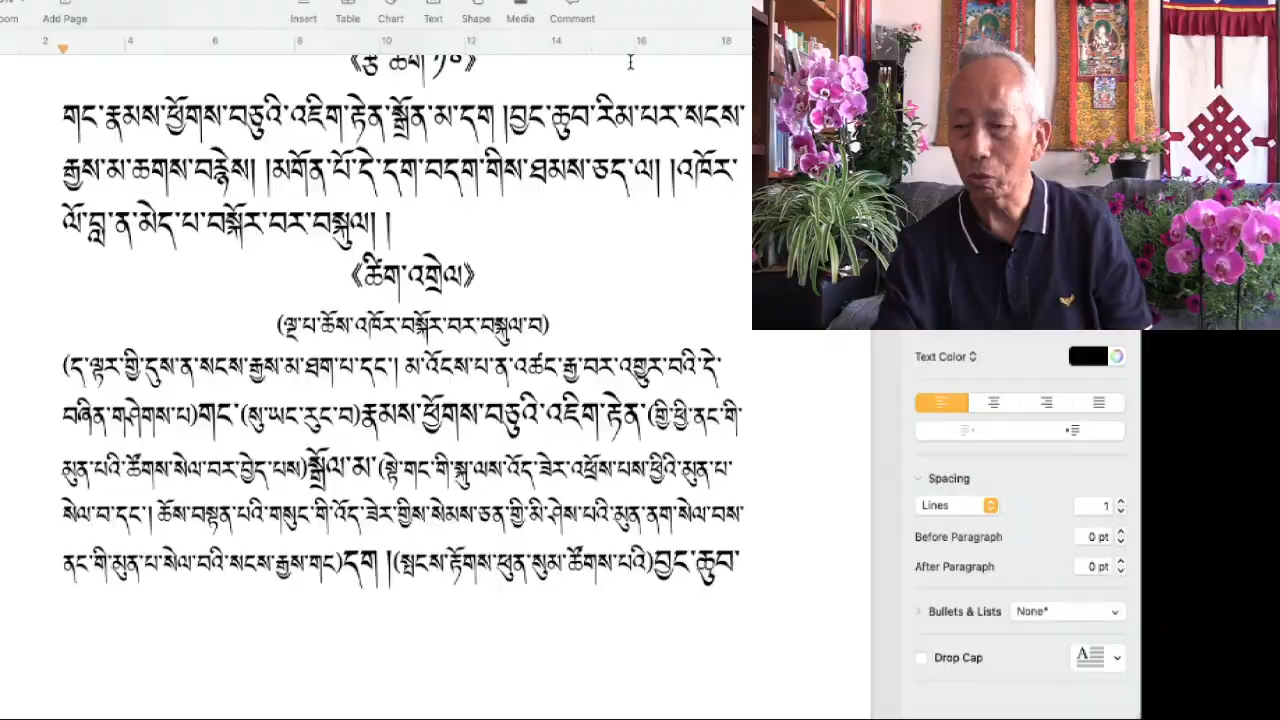 Add Page
Insert Table Chart Text Shape Media Comment
2 4 6 8 10 12 14 16 18
གང་རྣམས་ཕྱོགས་བཅུའི་འཇིག་རྟེན་སྒྲོན་མ་དག །བྱང་ཆུབ་རིམ་པར་སངས་
རྒྱས་མ་ཆགས་བརྙེས། །མགོན་པོ་དེ་དག་བདག་གིས་ཐམས་ཅད་ལ། །འཁོར་
ལོ་བླ་ན་མེད་པ་བསྐོར་བར་བསྐུལ། །
《ཚིག་འགྲེལ》
(ལྔ་པ་ཆོས་འཁོར་བསྐོར་བར་བསྐུལ་བ)
(ད་ལྟར་གྱི་དུས་ན་སངས་རྒྱས་མ་ཐག་པ་དང་། མ་འོངས་པ་ན་འཚང་རྒྱ་བར་འགྱུར་བའི་དེ་
བཞིན་གཤེགས་པ)གང་(སུ་ཡང་རུང་བ)རྣམས་ཕྱོགས་བཅུའི་འཇིག་རྟེན་(གྱི་ཕྱི་ནང་གི་
མུན་པའི་ཚོགས་སེལ་བར་བྱེད་པས)སྒྲོལ་མ་(སྟེ་གང་གི་སྐུ་ལས་འོད་ཟེར་འཕྲོས་པས་ཕྱིའི་མུན་པ་
སེལ་བ་དང་། ཆོས་བསྟན་པའི་གསུང་གི་འོད་ཟེར་གྱིས་སེམས་ཅན་གྱི་མི་ཤེས་པའི་མུན་ནག་སེལ་བས་
ནང་གི་མུན་པ་སེལ་བའི་སངས་རྒྱས་གང)དག །(སྤངས་རྟོགས་ཕུན་སུམ་ཚོགས་པའི)བྱང་ཆུབ་
Text Color
Spacing
Lines 1
Before Paragraph 0 pt
After Paragraph 0 pt
Bullets & Lists None*
Drop Cap